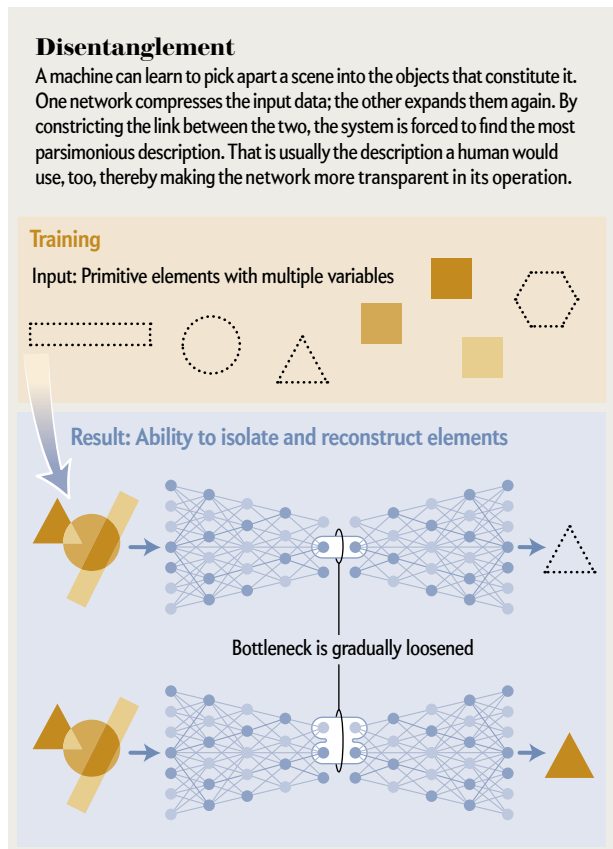 Disentanglement
A machine can learn to pick apart a scene into the objects that constitute it.
One network compresses the input data; the other expands them again. By
constricting the link between the two, the system is forced to find the most
parsimonious description. That is usually the description a human would
use, too, thereby making the network more transparent in its operation.
Training
Input: Primitive elements with multiple variables
Result: Ability to isolate and reconstruct elements
Bottleneck is gradually loosened